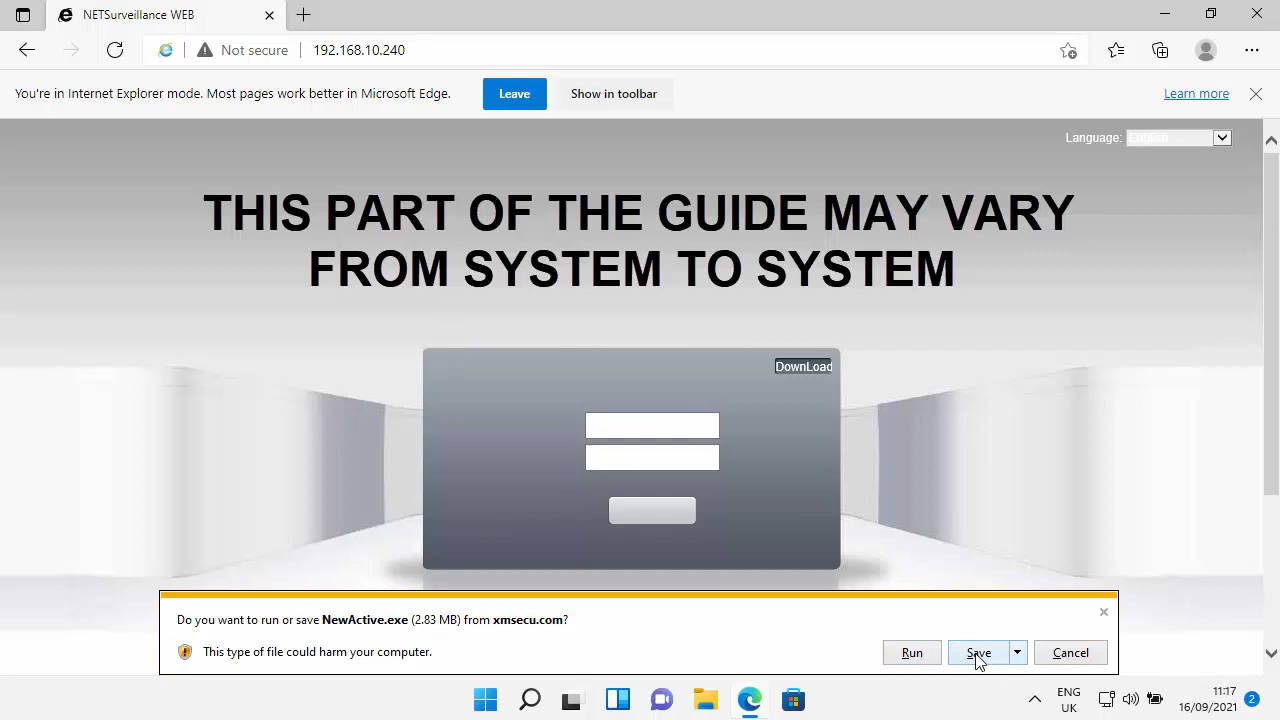 NETSurveillance WEB
Not secure
192.168.10.240
You're in Internet Explorer mode. Most pages work better in Microsoft Edge.
Leave
Show in toolbar
Learn more
Language: English
THIS PART OF THE GUIDE MAY VARY
FROM SYSTEM TO SYSTEM
DownLoad
Do you want to run or save NewActive.exe (2.83 MB) from xmsecu.com?
This type of file could harm your computer.
Run
Save
Cancel
ENG
UK
11:17
16/09/2021
2